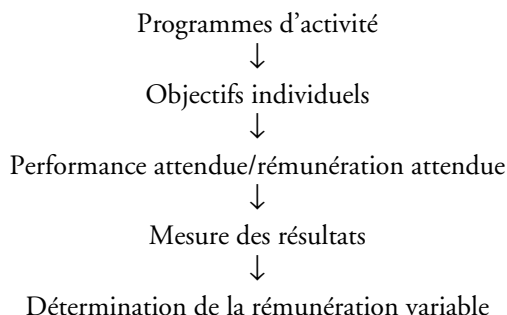 Programmes d’activité
↓
Objectifs individuels
↓
Performance attendue/rémunération attendue
↓
Mesure des résultats
↓
Détermination de la rémunération variable